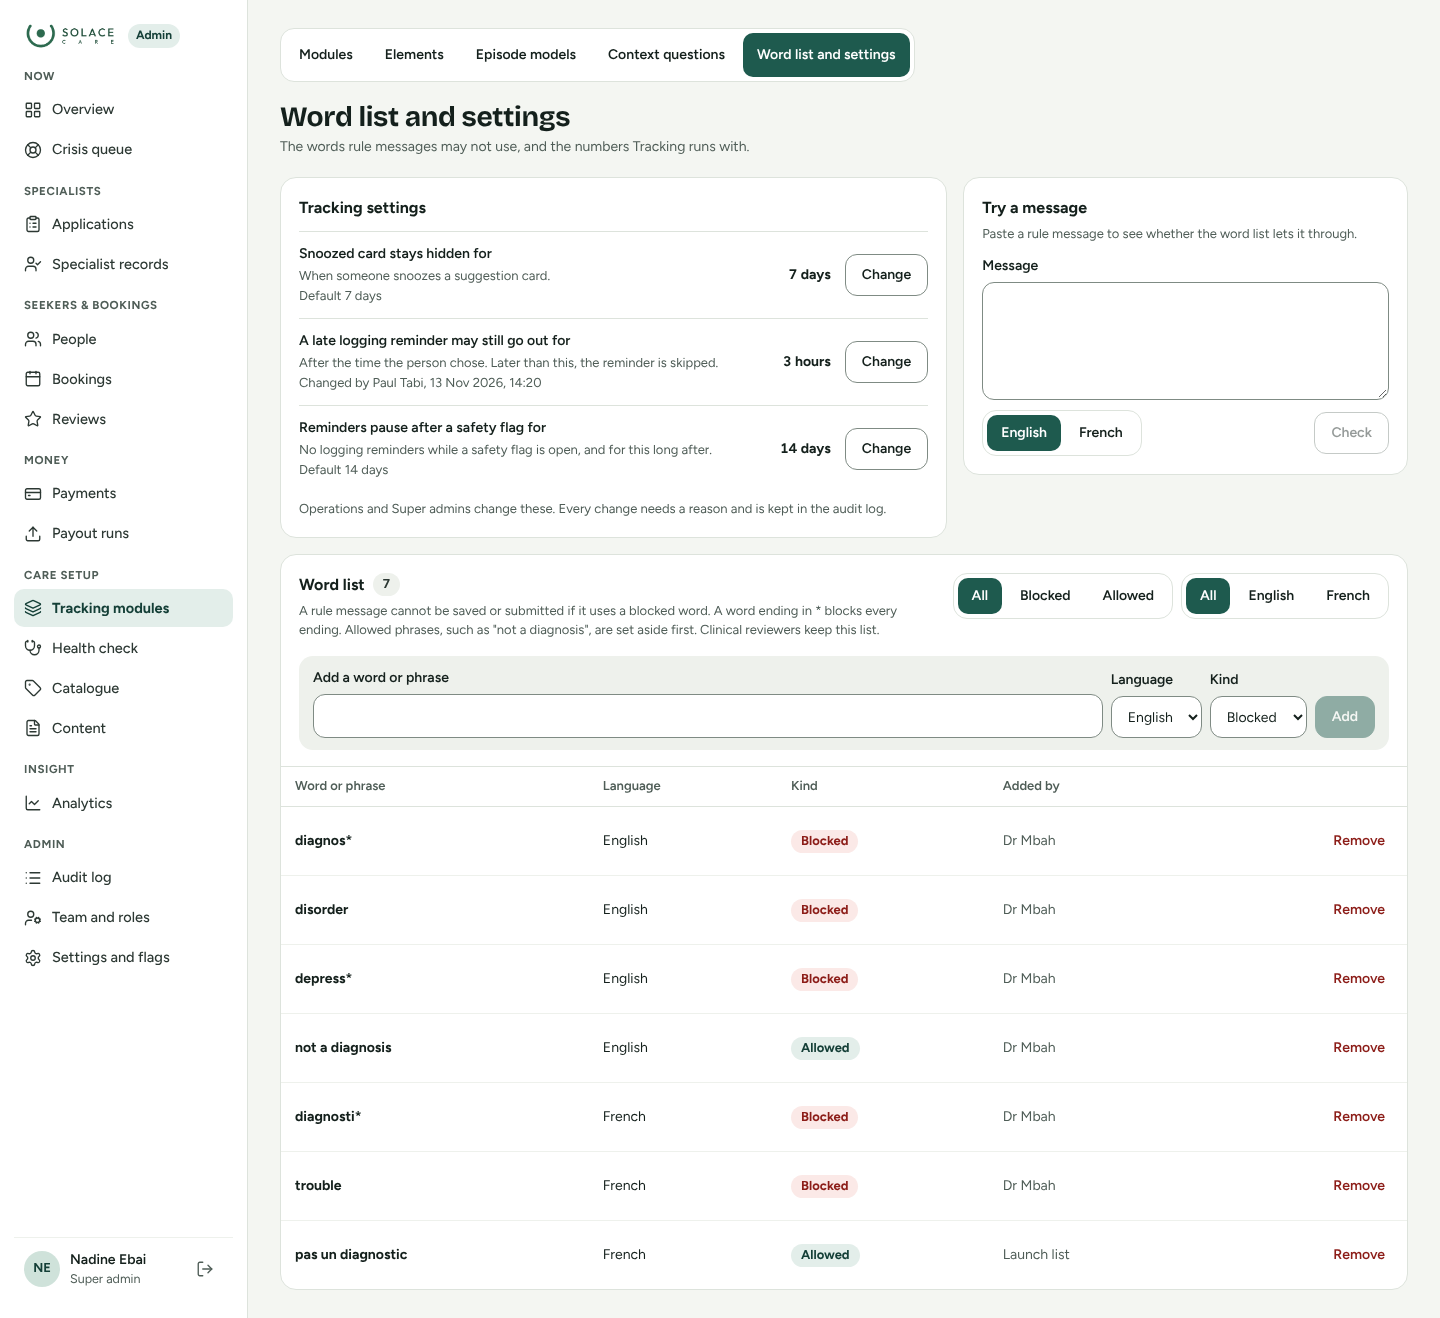 SOLACE
CARE
Admin
NOW
Overview
Crisis queue
SPECIALISTS
Applications
Specialist records
SEEKERS & BOOKINGS
People
Bookings
Reviews
MONEY
Payments
Payout runs
CARE SETUP
Tracking modules
Health check
Catalogue
Content
INSIGHT
Analytics
ADMIN
Audit log
Team and roles
Settings and flags
NE
Nadine Ebai
Super admin
Modules
Elements
Episode models
Context questions
Word list and settings
Word list and settings
The words rule messages may not use, and the numbers Tracking runs with.
Tracking settings
Snoozed card stays hidden for
When someone snoozes a suggestion card.
Default 7 days
7 days
Change
A late logging reminder may still go out for
After the time the person chose. Later than this, the reminder is skipped.
Changed by Paul Tabi, 13 Nov 2026, 14:20
3 hours
Change
Reminders pause after a safety flag for
No logging reminders while a safety flag is open, and for this long after.
Default 14 days
14 days
Change
Operations and Super admins change these. Every change needs a reason and is kept in the audit log.
Try a message
Paste a rule message to see whether the word list lets it through.
Message
English
French
Check
Word list 7
A rule message cannot be saved or submitted if it uses a blocked word. A word ending in * blocks every
ending. Allowed phrases, such as "not a diagnosis", are set aside first. Clinical reviewers keep this list.
All
Blocked
Allowed
All
English
French
Add a word or phrase
Language
English
Kind
Blocked
Add
Word or phrase Language Kind Added by
diagnos* English Blocked Dr Mbah Remove
disorder English Blocked Dr Mbah Remove
depress* English Blocked Dr Mbah Remove
not a diagnosis English Allowed Dr Mbah Remove
diagnosti* French Blocked Dr Mbah Remove
trouble French Blocked Dr Mbah Remove
pas un diagnostic French Allowed Launch list Remove